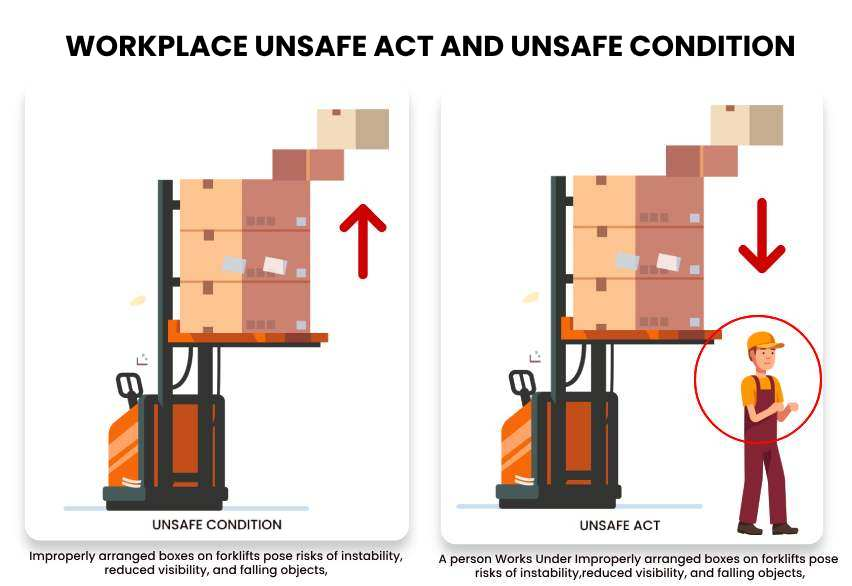 WORKPLACE UNSAFE ACT AND UNSAFE CONDITION
UNSAFE CONDITION
Improperly arranged boxes on forklifts pose risks of instability,
reduced visibility, and falling objects,
UNSAFE ACT
A person Works Under Improperly arranged boxes on forklifts pose
risks of instability,reduced visibility, and falling objects,